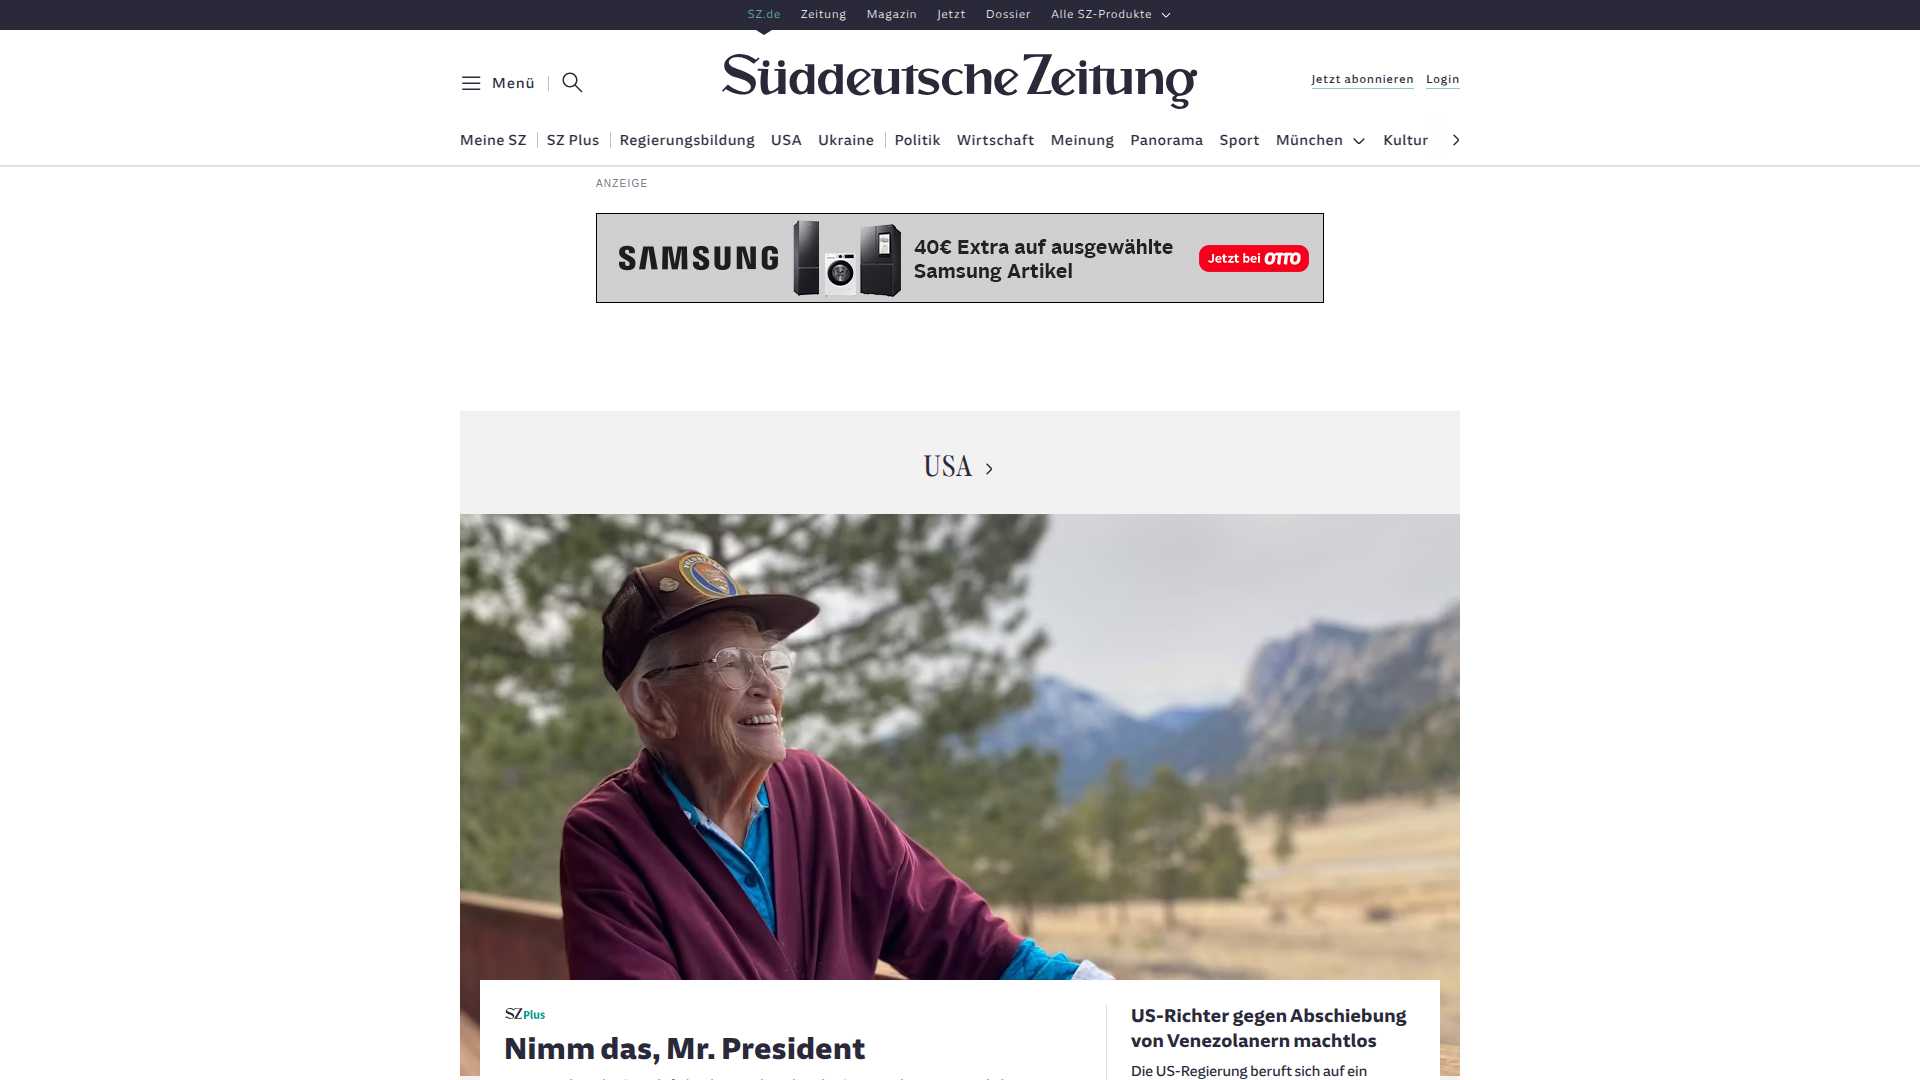 SZ.de Zeitung Magazin Jetzt Dossier Alle SZ-Produkte
Menü
Süddeutsche Zeitung
Jetzt abonnieren Login
Meine SZ SZ Plus Regierungsbildung USA Ukraine Politik Wirtschaft Meinung Panorama Sport München Kultur
ANZEIGE
SAMSUNG
40€ Extra auf ausgewählte
Samsung Artikel
Jetzt bei OTTO
USA
SZ Plus
Nimm das, Mr. President
US-Richter gegen Abschiebung
von Venezolanern machtlos
Die US-Regierung beruft sich auf ein